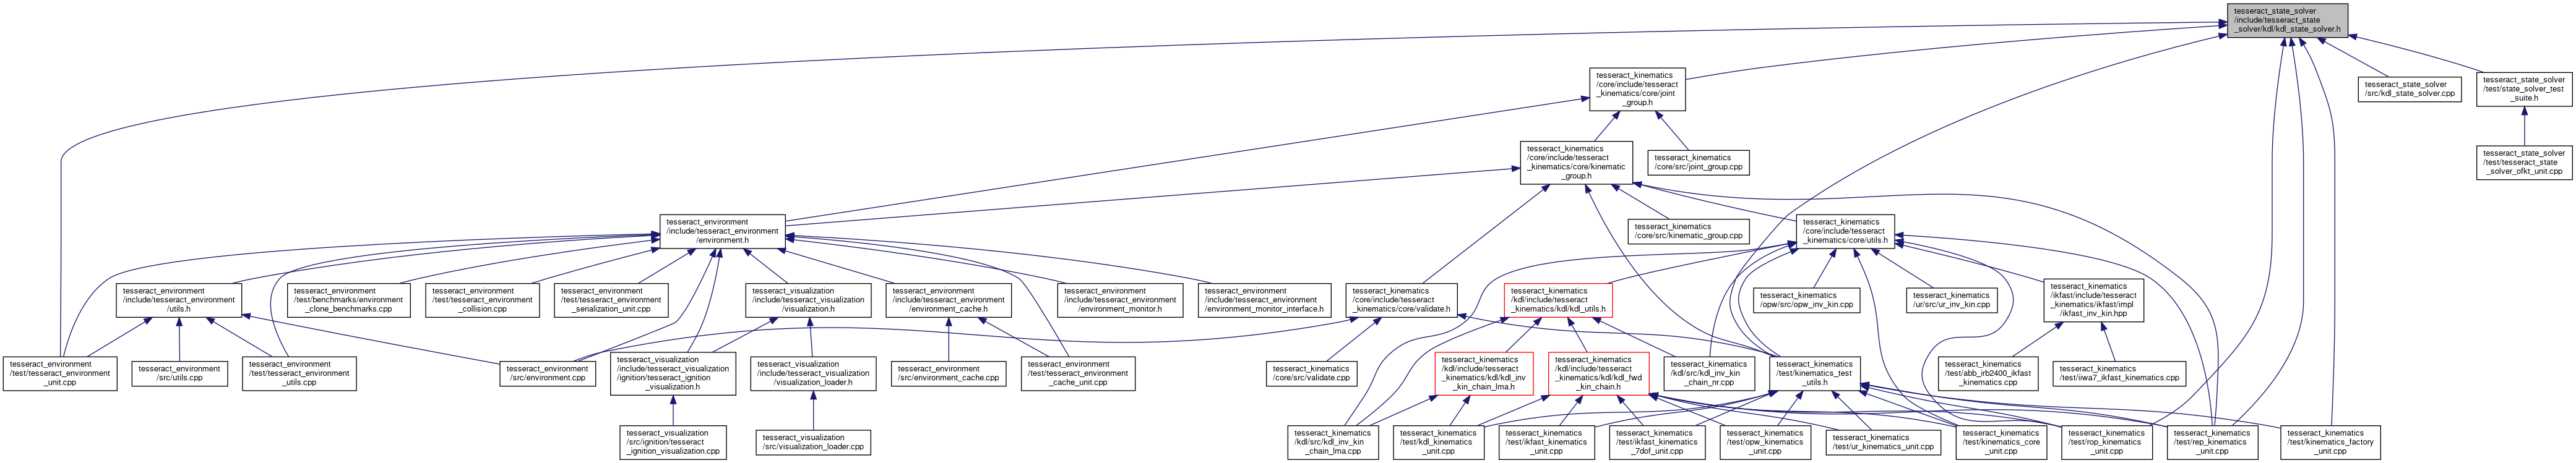 tesseract_state_solver
/include/tesseract_state
_solver/kdl/kdl_state_solver.h
tesseract_kinematics
/core/include/tesseract
_kinematics/core/joint
_group.h
tesseract_state_solver
/src/kdl_state_solver.cpp
tesseract_state_solver
/test/state_solver_test
_suite.h
tesseract_kinematics
/core/include/tesseract
_kinematics/core/kinematic
_group.h
tesseract_kinematics
/core/src/joint_group.cpp
tesseract_state_solver
/test/tesseract_state
_solver_ofkt_unit.cpp
tesseract_environment
/include/tesseract_environment
/environment.h
tesseract_kinematics
/core/src/kinematic_group.cpp
tesseract_kinematics
/core/include/tesseract
_kinematics/core/utils.h
tesseract_environment
/include/tesseract_environment
/utils.h
tesseract_environment
/test/benchmarks/environment
_clone_benchmarks.cpp
tesseract_environment
/test/tesseract_environment
_collision.cpp
tesseract_environment
/test/tesseract_environment
_serialization_unit.cpp
tesseract_visualization
/include/tesseract_visualization
/visualization.h
tesseract_environment
/include/tesseract_environment
/environment_cache.h
tesseract_environment
/include/tesseract_environment
/environment_monitor.h
tesseract_environment
/include/tesseract_environment
/environment_monitor_interface.h
tesseract_kinematics
/core/include/tesseract
_kinematics/core/validate.h
tesseract_kinematics
/kdl/include/tesseract
_kinematics/kdl/kdl_utils.h
tesseract_kinematics
/opw/src/opw_inv_kin.cpp
tesseract_kinematics
/ur/src/ur_inv_kin.cpp
tesseract_kinematics
/ikfast/include/tesseract
_kinematics/ikfast/impl
/ikfast_inv_kin.hpp
tesseract_environment
/test/tesseract_environment
_unit.cpp
tesseract_environment
/src/utils.cpp
tesseract_environment
/test/tesseract_environment
_utils.cpp
tesseract_environment
/src/environment.cpp
tesseract_visualization
/include/tesseract_visualization
/ignition/tesseract_ignition
_visualization.h
tesseract_visualization
/include/tesseract_visualization
/visualization_loader.h
tesseract_environment
/src/environment_cache.cpp
tesseract_environment
/test/tesseract_environment
_cache_unit.cpp
tesseract_kinematics
/core/src/validate.cpp
tesseract_kinematics
/kdl/include/tesseract
_kinematics/kdl/kdl_inv
_kin_chain_lma.h
tesseract_kinematics
/kdl/include/tesseract
_kinematics/kdl/kdl_fwd
_kin_chain.h
tesseract_kinematics
/kdl/src/kdl_inv_kin
_chain_nr.cpp
tesseract_kinematics
/test/kinematics_test
_utils.h
tesseract_kinematics
/test/abb_irb2400_ikfast
_kinematics.cpp
tesseract_kinematics
/test/iiwa7_ikfast_kinematics.cpp
tesseract_visualization
/src/ignition/tesseract
_ignition_visualization.cpp
tesseract_visualization
/src/visualization_loader.cpp
tesseract_kinematics
/kdl/src/kdl_inv_kin
_chain_lma.cpp
tesseract_kinematics
/test/kdl_kinematics
_unit.cpp
tesseract_kinematics
/test/ikfast_kinematics
_unit.cpp
tesseract_kinematics
/test/ikfast_kinematics
_7dof_unit.cpp
tesseract_kinematics
/test/opw_kinematics
_unit.cpp
tesseract_kinematics
/test/ur_kinematics_unit.cpp
tesseract_kinematics
/test/kinematics_core
_unit.cpp
tesseract_kinematics
/test/rop_kinematics
_unit.cpp
tesseract_kinematics
/test/rep_kinematics
_unit.cpp
tesseract_kinematics
/test/kinematics_factory
_unit.cpp